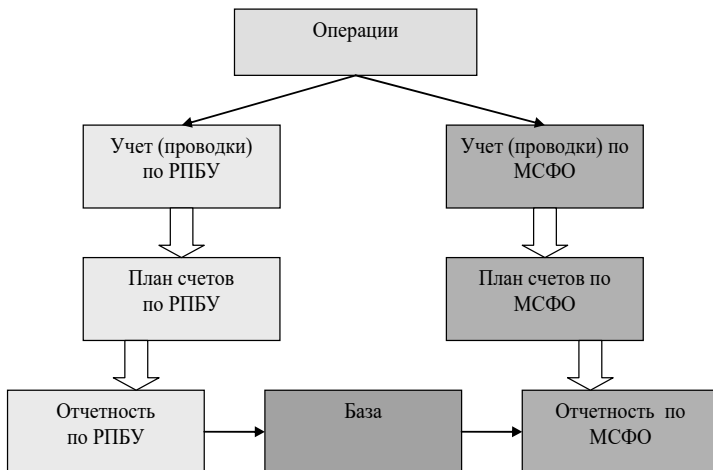 Операции
Учет (проводки)
по РПБУ
Учет (проводки) по
МСФО
План счетов
по РПБУ
План счетов по
МСФО
Отчетность
по РПБУ
База
Отчетность по
МСФО